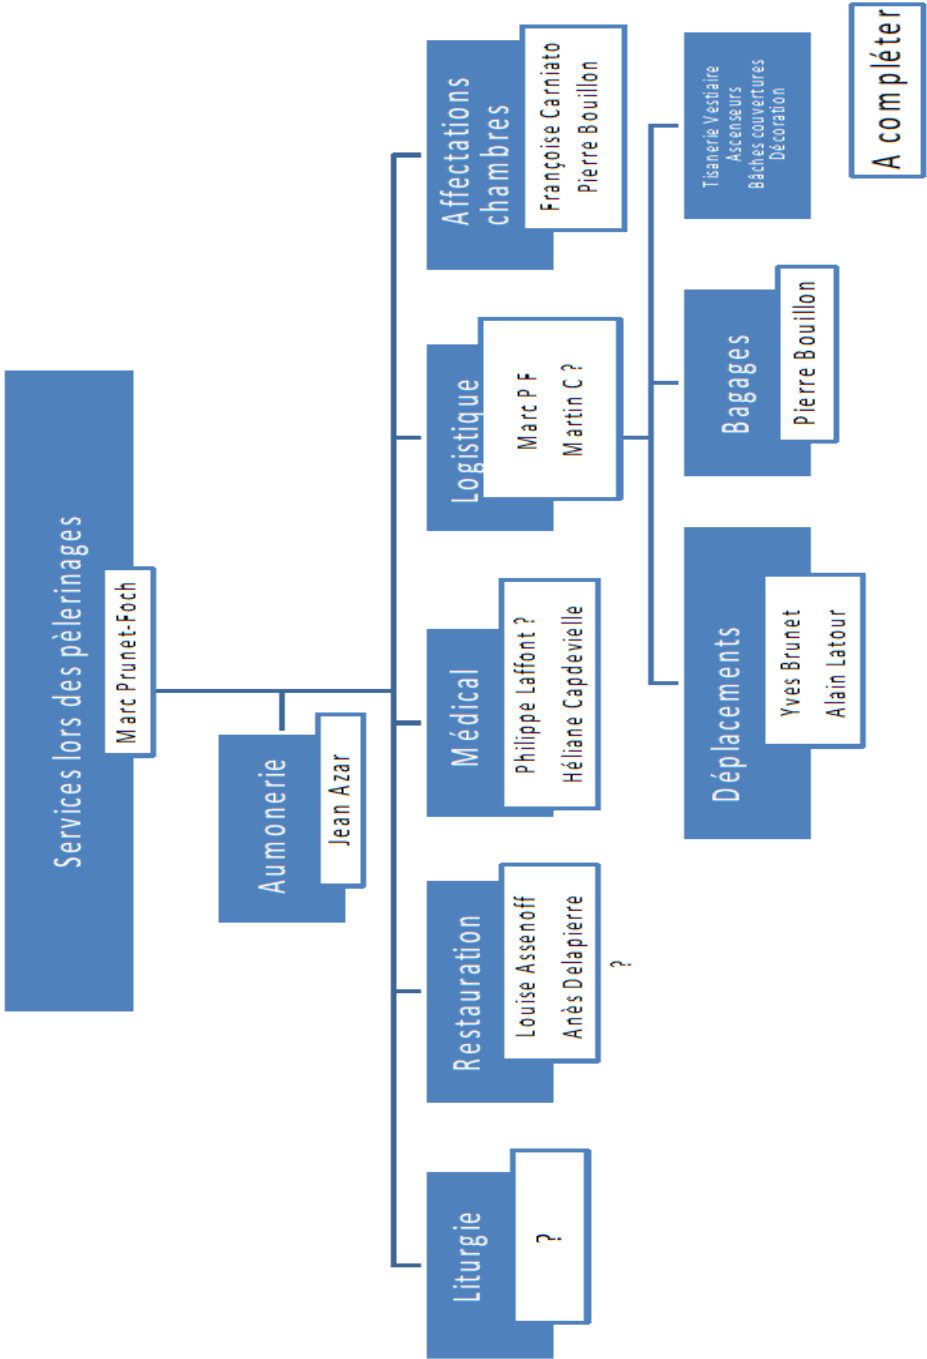 Services lors des pèlerinages
Marc Prunet-Foch
Aumonerie
Jean Azar
Liturgie
?
Restauration
Louise Assenoff
Anès Delapierre
?
Médical
Philippe Laffont ?
Héliane Capdevielle
Logistique
Marc P F
Martin C ?
Affectations
chambres
Françoise Carniato
Pierre Bouillon
Déplacements
Yves Brunet
Alain Latour
Bagages
Pierre Bouillon
Tisanerie Vestiaire
Ascenseurs
Bâches couvertures
Décoration
A compléter